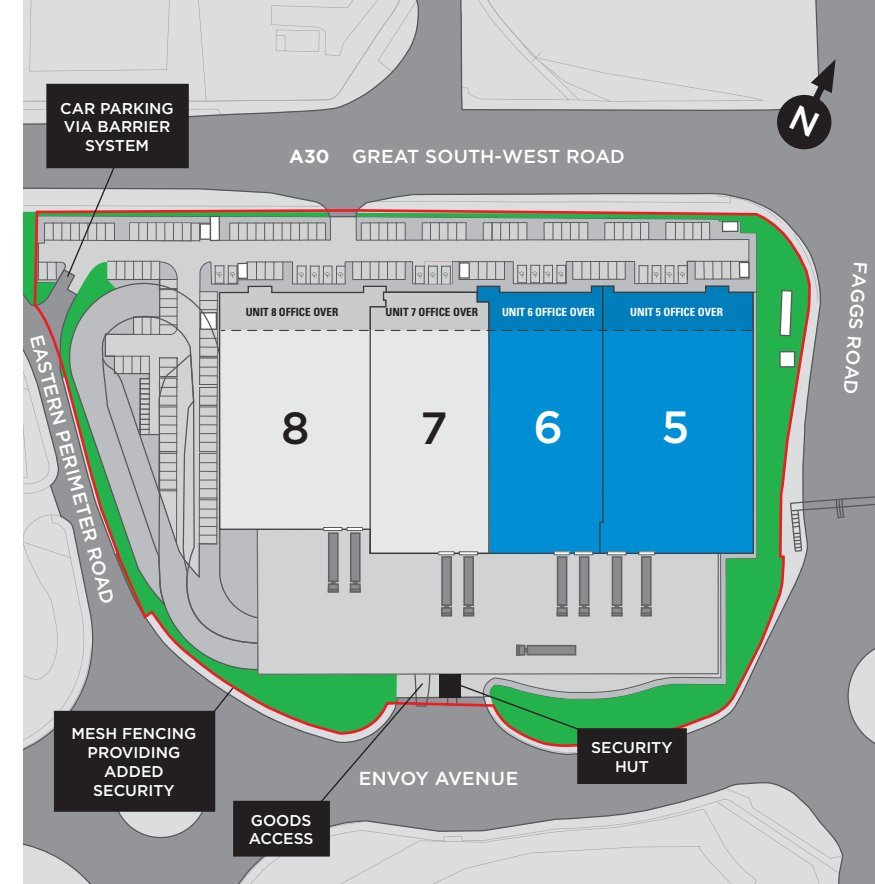 CAR PARKING
VIA BARRIER
SYSTEM
N
A30 GREAT SOUTH-WEST ROAD
FAGGS ROAD
EASTERN PERIMETER ROAD
UNIT 8 OFFICE OVER
UNIT 7 OFFICE OVER
UNIT 6 OFFICE OVER
UNIT 5 OFFICE OVER
8
7
6
5
MESH FENCING
PROVIDING
ADDED
SECURITY
GOODS
ACCESS
ENVOY AVENUE
SECURITY
HUT